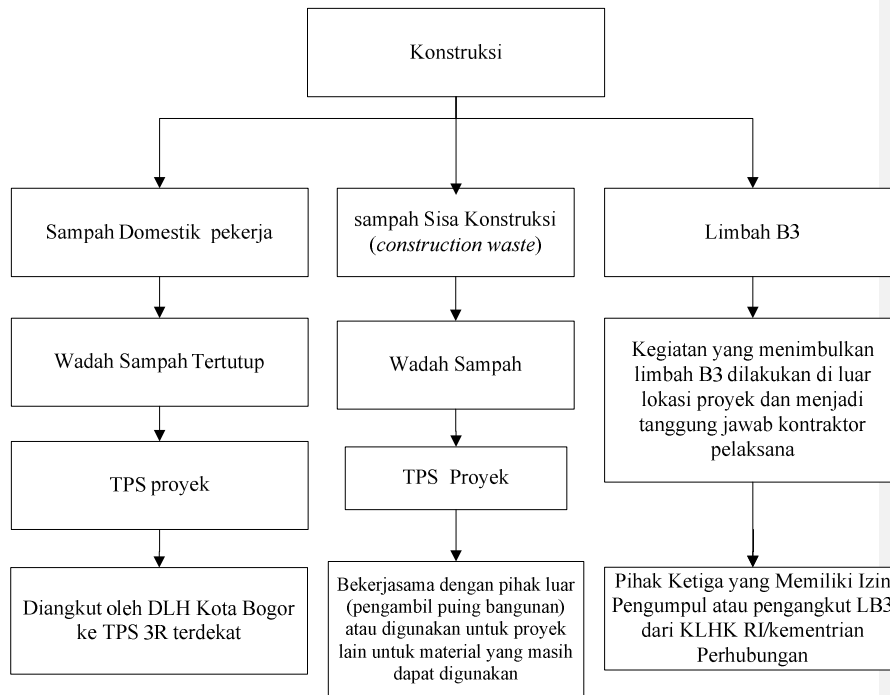 Konstruksi
Sampah Domestik pekerja
sampah Sisa Konstruksi
(construction waste)
Limbah B3
Wadah Sampah Tertutup
Wadah Sampah
Kegiatan yang menimbulkan
limbah B3 dilakukan di luar
lokasi proyek dan menjadi
tanggung jawab kontraktor
pelaksana
TPS proyek
TPS Proyek
Diangkut oleh DLH Kota Bogor
ke TPS 3R terdekat
Bekerjasama dengan pihak luar
(pengambil puing bangunan)
atau digunakan untuk proyek
lain untuk material yang masih
dapat digunakan
Pihak Ketiga yang Memiliki Izin
Pengumpul atau pengangkut LB3
dari KLHK RI/kementrian
Perhubungan